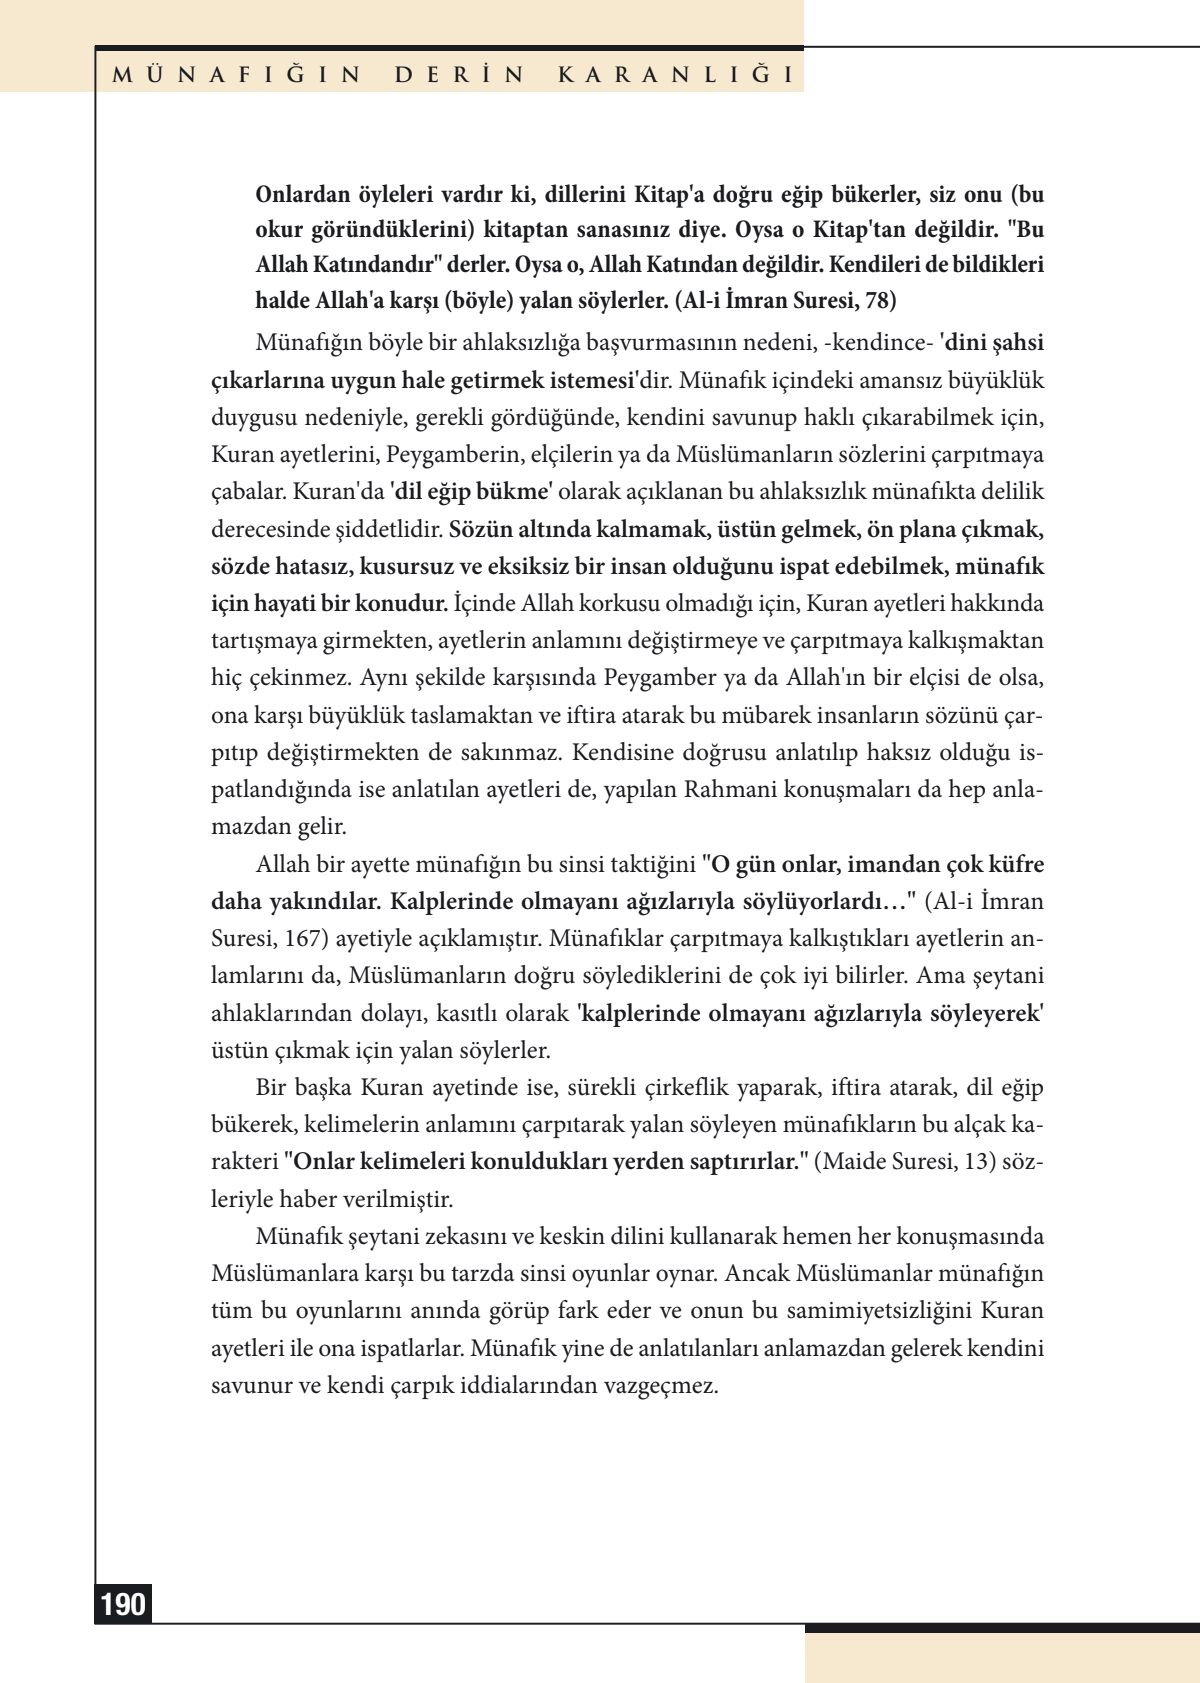 MÜNAFIĞIN DERİN KARANLIĞI
Onlardan öyleleri vardır ki, dillerini Kitap'a doğru eğip bükerler, siz onu (bu
okur göründüklerini) kitaptan sanasınız diye. Oysa o Kitap'tan değildir. "Bu
Allah Katındandır" derler. Oysa o, Allah Katından değildir. Kendileri de bildikleri
halde Allah'a karşı (böyle) yalan söylerler. (Al-i İmran Suresi, 78)
Münafığın böyle bir ahlaksızlığa başvurmasının nedeni, -kendince- 'dini şahsi
çıkarlarına uygun hale getirmek istemesi'dir. Münafık içindeki amansız büyüklük
duygusu nedeniyle, gerekli gördüğünde, kendini savunup haklı çıkarabilmek için,
Kuran ayetlerini, Peygamberin, elçilerin ya da Müslümanların sözlerini çarpıtmaya
çabalar. Kuran'da 'dil eğip bükme' olarak açıklanan bu ahlaksızlık münafıkta delilik
derecesinde şiddetlidir. Sözün altında kalmamak, üstün gelmek, ön plana çıkmak,
sözde hatasız, kusursuz ve eksiksiz bir insan olduğunu ispat edebilmek, münafık
için hayati bir konudur. İçinde Allah korkusu olmadığı için, Kuran ayetleri hakkında
tartışmaya girmekten, ayetlerin anlamını değiştirmeye ve çarpıtmaya kalkışmaktan
hiç çekinmez. Aynı şekilde karşısında Peygamber ya da Allah'ın bir elçisi de olsa,
ona karşı büyüklük taslamaktan ve iftira atarak bu mübarek insanların sözünü çar-
pıtıp değiştirmekten de sakınmaz. Kendisine doğrusu anlatılıp haksız olduğu is-
patlandığında ise anlatılan ayetleri de, yapılan Rahmani konuşmaları da hep anla-
mazdan gelir.
Allah bir ayette münafığın bu sinsi taktiğini "O gün onlar, imandan çok küfre
daha yakındılar. Kalplerinde olmayanı ağızlarıyla söylüyorlardı…" (Al-i İmran
Suresi, 167) ayetiyle açıklamıştır. Münafıklar çarpıtmaya kalkıştıkları ayetlerin an-
lamlarını da, Müslümanların doğru söylediklerini de çok iyi bilirler. Ama şeytani
ahlaklarından dolayı, kasıtlı olarak 'kalplerinde olmayanı ağızlarıyla söyleyerek'
üstün çıkmak için yalan söylerler.
Bir başka Kuran ayetinde ise, sürekli çirkeflik yaparak, iftira atarak, dil eğip
bükerek, kelimelerin anlamını çarpıtarak yalan söyleyen münafıkların bu alçak ka-
rakteri "Onlar kelimeleri konuldukları yerden saptırırlar." (Maide Suresi, 13) söz-
leriyle haber verilmiştir.
Münafık şeytani zekasını ve keskin dilini kullanarak hemen her konuşmasında
Müslümanlara karşı bu tarzda sinsi oyunlar oynar. Ancak Müslümanlar münafığın
tüm bu oyunlarını anında görüp fark eder ve onun bu samimiyetsizliğini Kuran
ayetleri ile ona ispatlarlar. Münafık yine de anlatılanları anlamazdan gelerek kendini
savunur ve kendi çarpık iddialarından vazgeçmez.
190